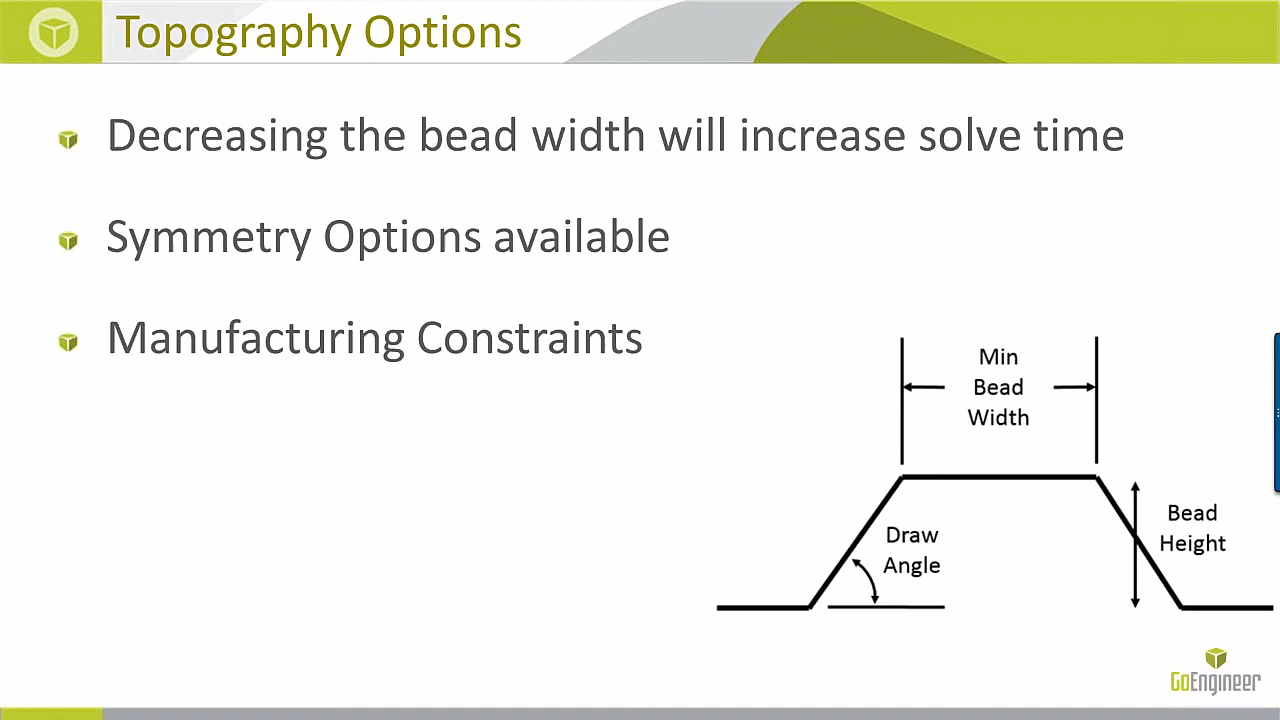 Topography Options
Decreasing the bead width will increase solve time
Symmetry Options available
Manufacturing Constraints
Min
Bead
Width
Draw
Angle
Bead
Height
GoEngineer